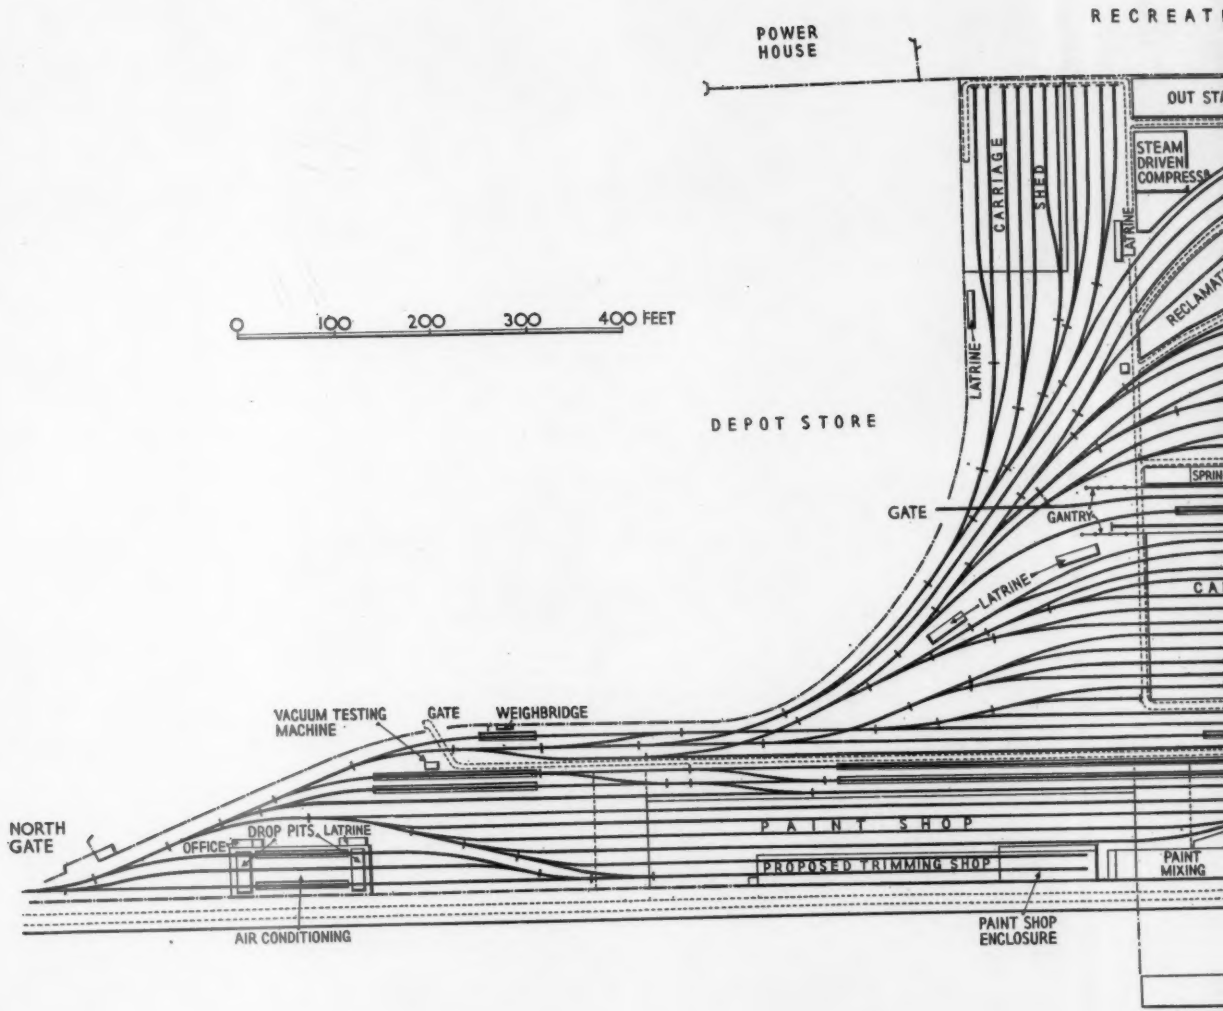 RECREAT
POWER
HOUSE
OUT STA
STEAM
DRIVEN
COMPRESSR
CARRIAGE
SHED
LATRINE
RECLAMAT
0 100 200 300 400 FEET
LATRINE
DEPOT STORE
SPRIN
GATE
GANTRY
LATRINE
CA
VACUUM TESTING
MACHINE
GATE
WEIGHBRIDGE
NORTH
GATE
OFFICE
DROP PITS
LATRINE
PAINT SHOP
PROPOSED TRIMMING SHOP
PAINT
MIXING
AIR CONDITIONING
PAINT SHOP
ENCLOSURE